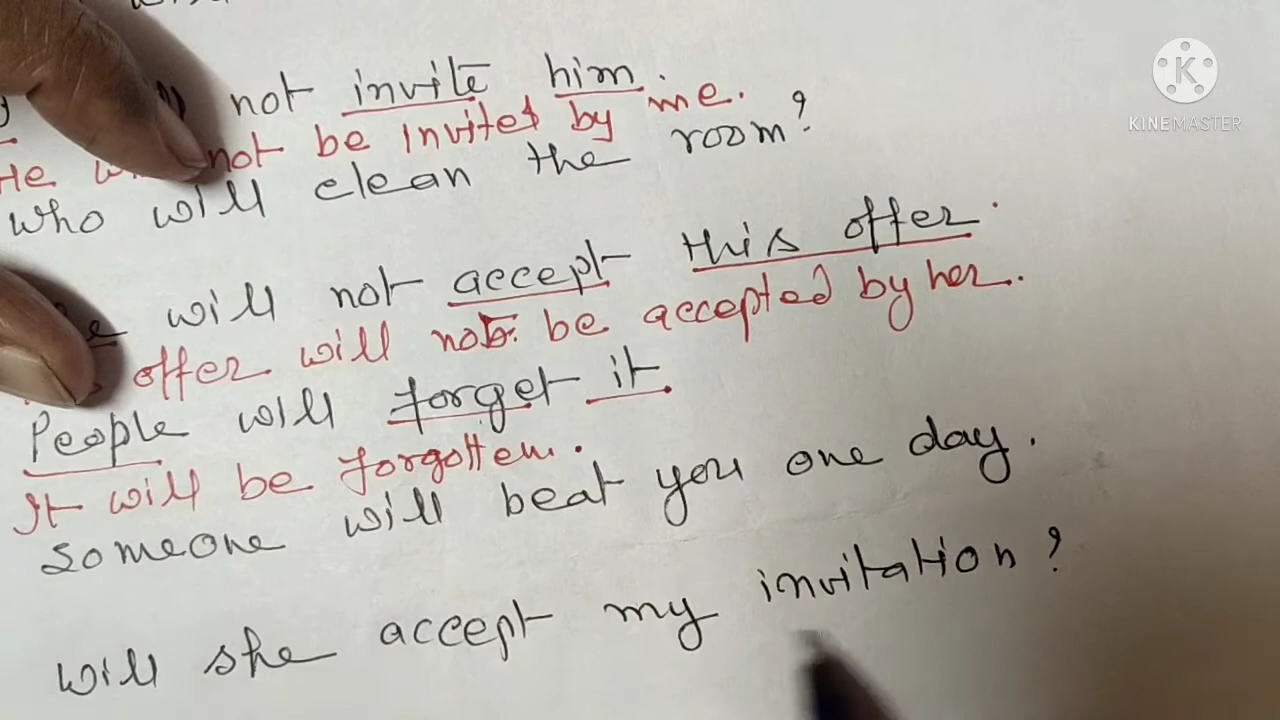 not invite him.
He not be invited by me.
Who will clean the room?
will not accept this offer.
offer will not be accepted by her.
People will forget it
It will be forgotten.
Someone will beat you one day.
Will she accept my invitation?
KINEMASTER